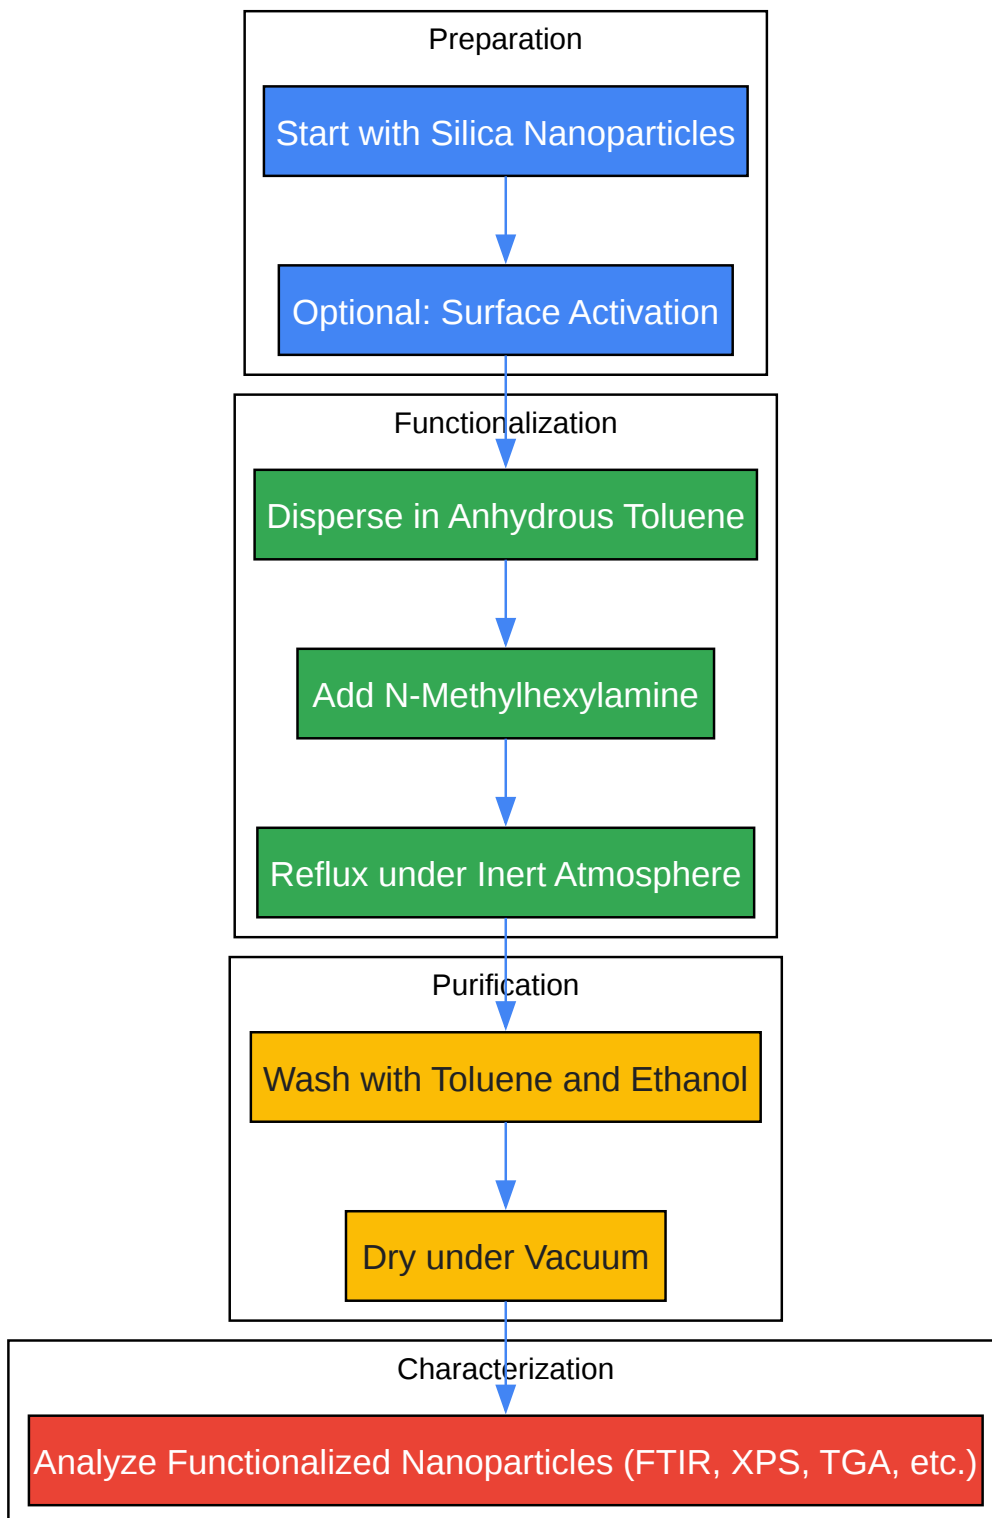 Preparation
Start with Silica Nanoparticles
Optional: Surface Activation
Functionalization
Disperse in Anhydrous Toluene
Add N-Methylhexylamine
Reflux under Inert Atmosphere
Purification
Wash with Toluene and Ethanol
Dry under Vacuum
Characterization
Analyze Functionalized Nanoparticles (FTIR, XPS, TGA, etc.)